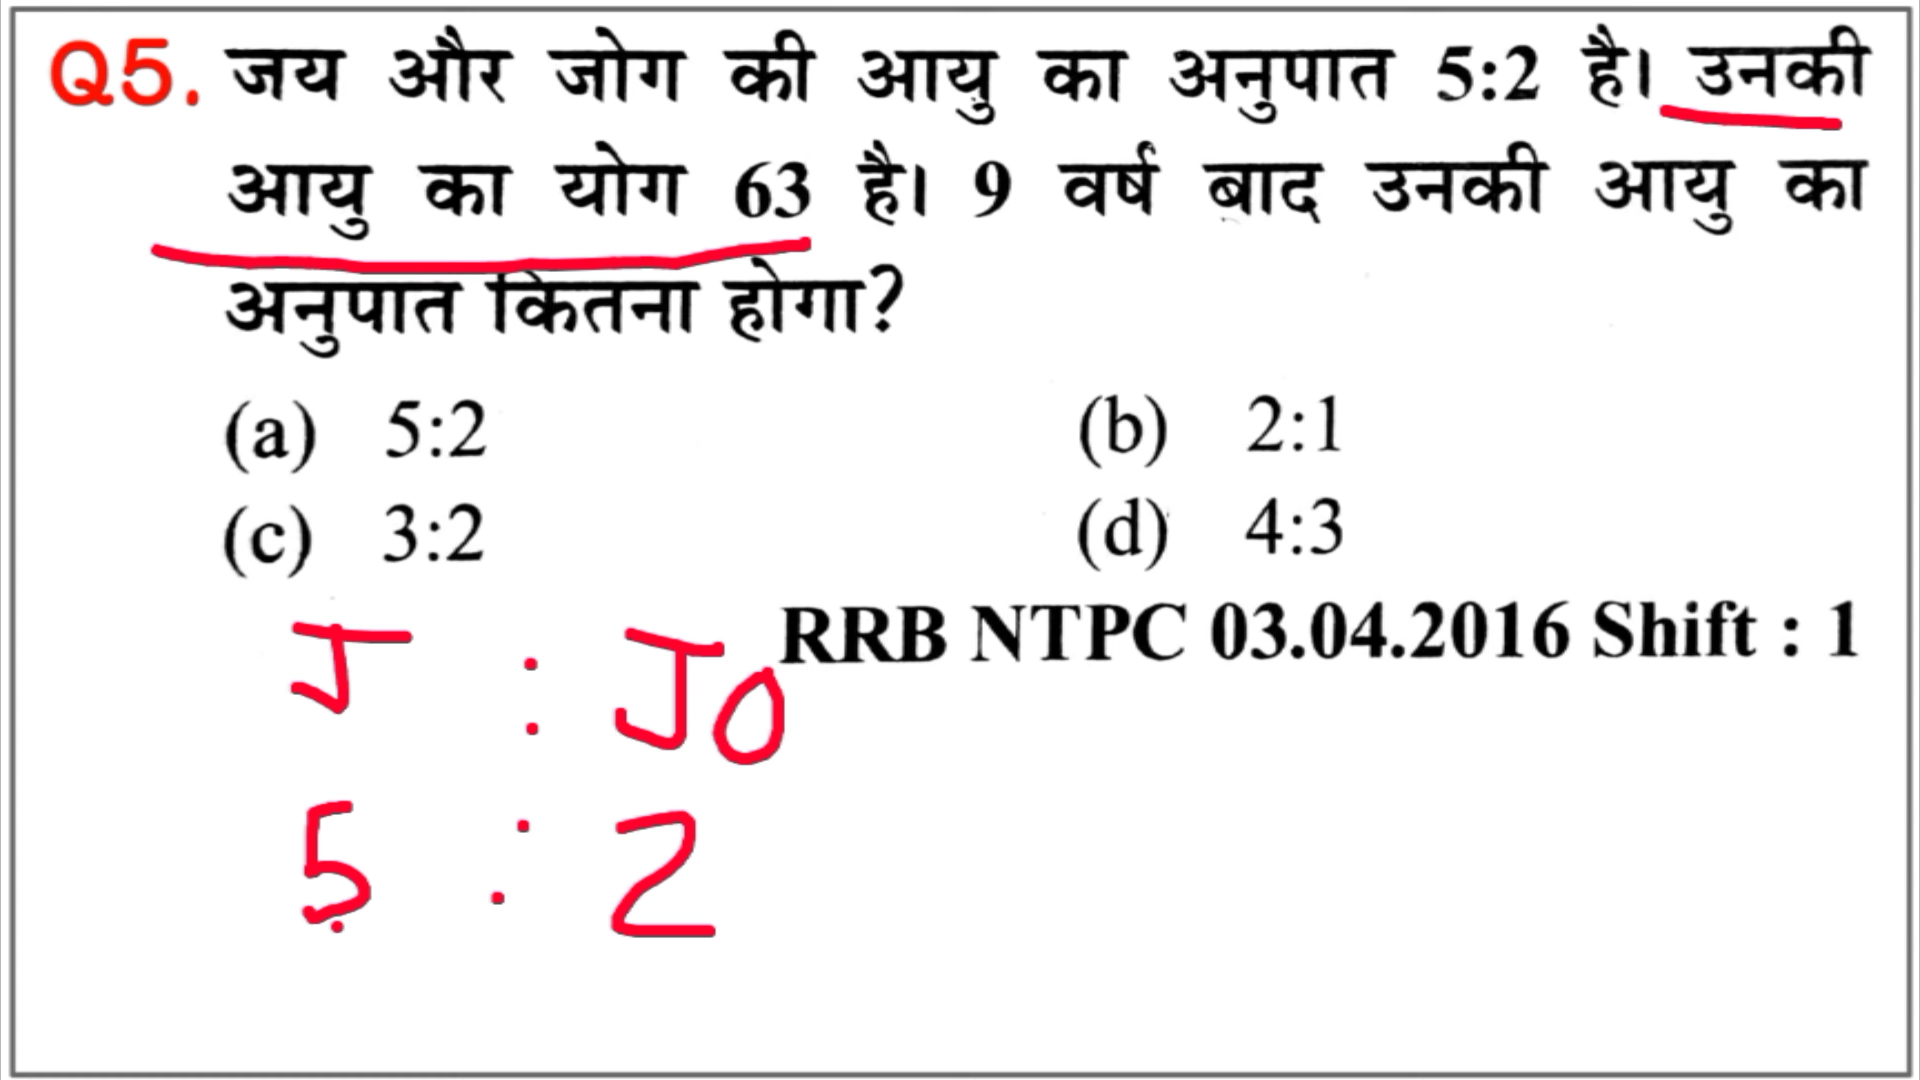 Q5. जय और जोग की आयु का अनुपात 5:2 है। उनकी
आयु का योग 63 है। 9 वर्ष बाद उनकी आयु का
अनुपात कितना होगा?
(a) 5:2 (b) 2:1
(c) 3:2 (d) 4:3
RRB NTPC 03.04.2016 Shift : 1
J : Jo
5 : 2